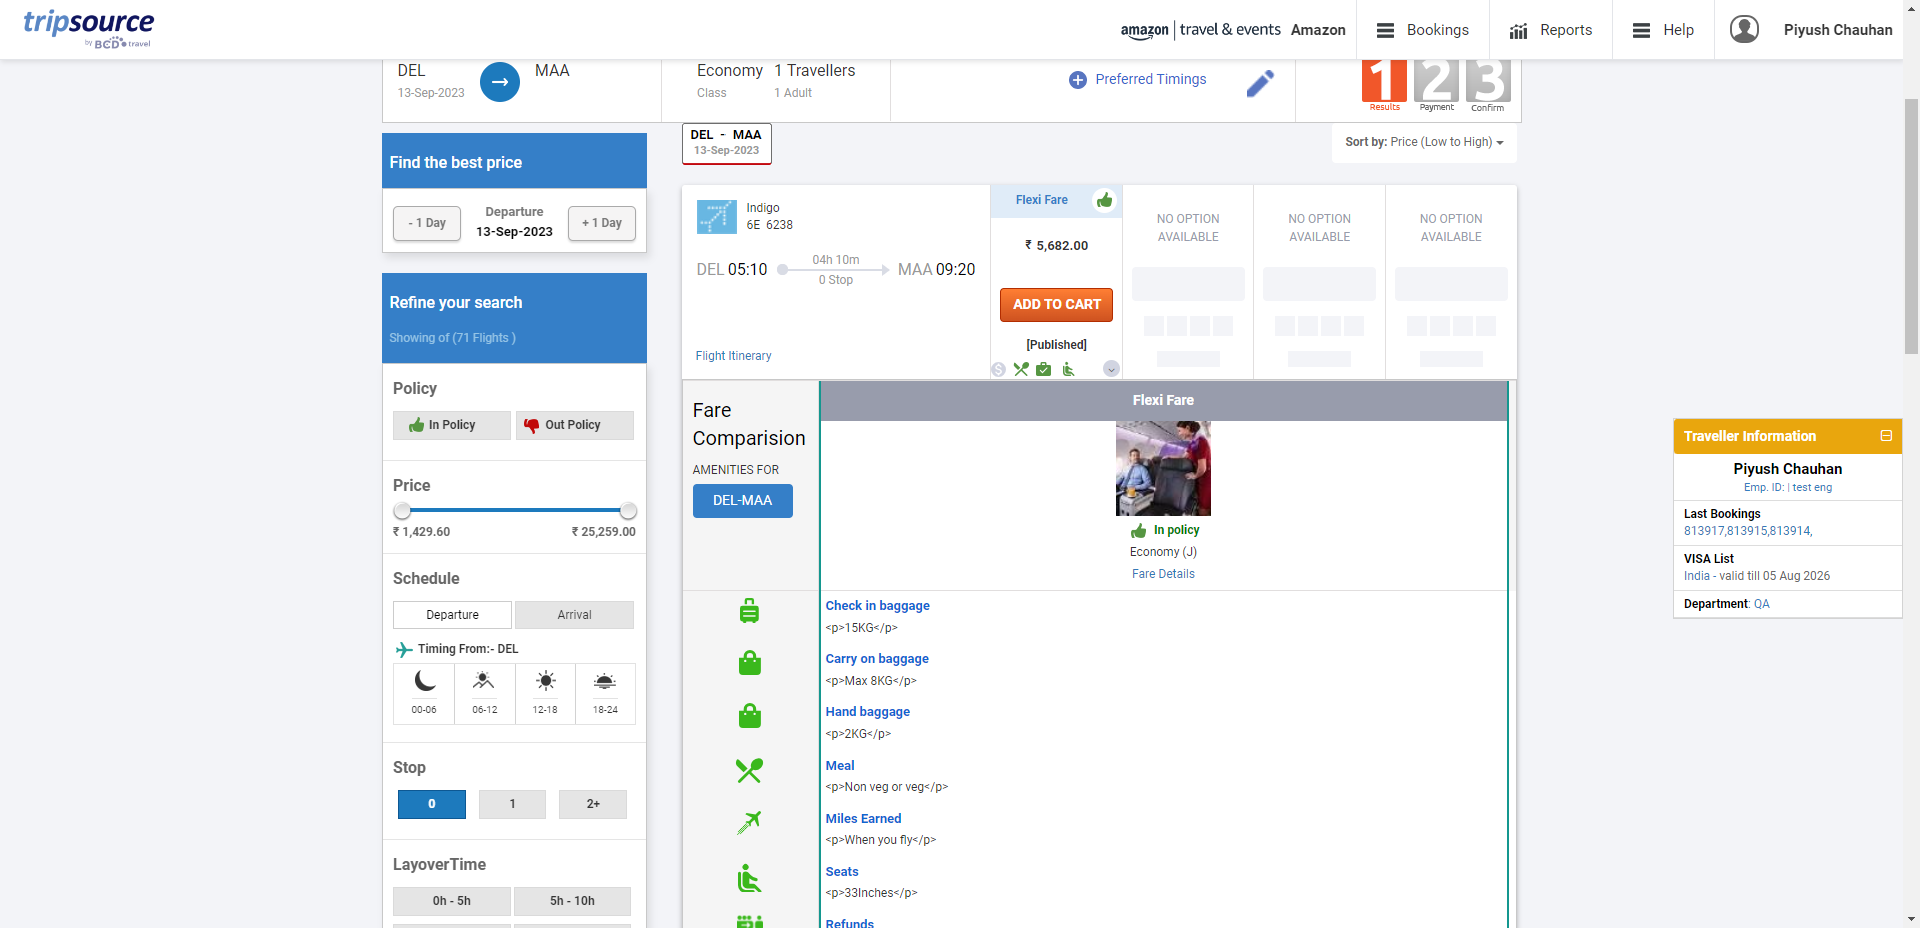 tripsource
by BCD travel
amazon | travel & events Amazon
Bookings
Reports
Help
Piyush Chauhan
DEL
13-Sep-2023
MAA
Economy
Class
1 Travellers
1 Adult
Preferred Timings
1
Results
2
Payment
3
Confirm
Find the best price
- 1 Day
Departure
13-Sep-2023
+ 1 Day
Refine your search
Showing of (71 Flights )
Policy
In Policy
Out Policy
Price
₹ 1,429.60
₹ 25,259.00
Schedule
Departure
Arrival
Timing From:- DEL
00-06
06-12
12-18
18-24
Stop
0
1
2+
LayoverTime
0h - 5h
5h - 10h
DEL - MAA
13-Sep-2023
Sort by: Price (Low to High)
Indigo
6E 6238
DEL 05:10
04h 10m
0 Stop
MAA 09:20
Flight Itinerary
Flexi Fare
₹ 5,682.00
ADD TO CART
[Published]
NO OPTION
AVAILABLE
NO OPTION
AVAILABLE
NO OPTION
AVAILABLE
Fare
Comparision
AMENITIES FOR
DEL-MAA
Flexi Fare
In policy
Economy (J)
Fare Details
Check in baggage
<p>15KG</p>
Carry on baggage
<p>Max 8KG</p>
Hand baggage
<p>2KG</p>
Meal
<p>Non veg or veg</p>
Miles Earned
<p>When you fly</p>
Seats
<p>33Inches</p>
Refunds
Traveller Information
Piyush Chauhan
Emp. ID: | test eng
Last Bookings
813917,813915,813914,
VISA List
India - valid till 05 Aug 2026
Department: QA